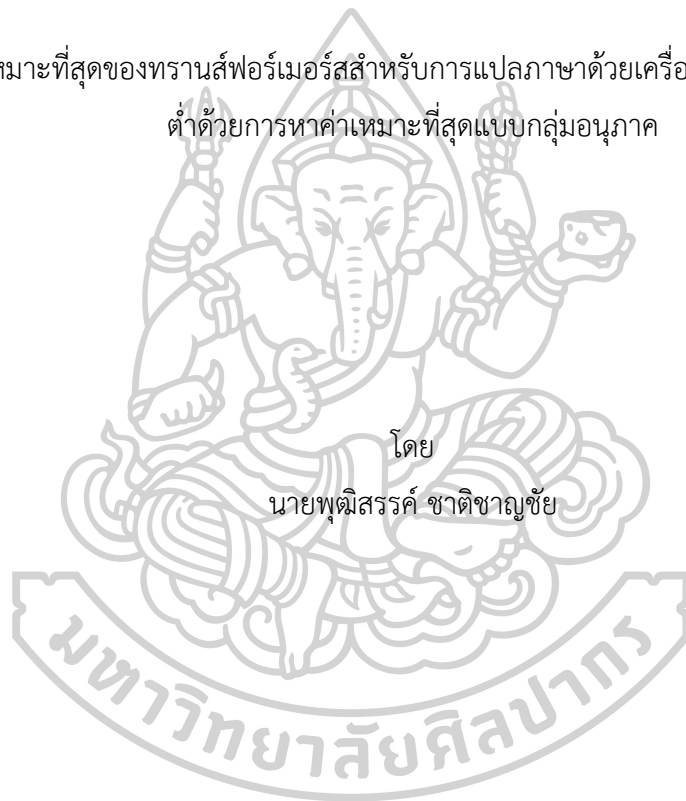 หมาะที่สุดของทรานส์ฟอร์เมอร์สสำหรับการแปลภาษาด้วยเครื่อ
ต่ำด้วยการหาค่าเหมาะที่สุดแบบกลุ่มอนุภาค
โดย
นายพุฒิสรรค์ ชาติชาญชัย
มหาวิทยาลัยศิลปากร